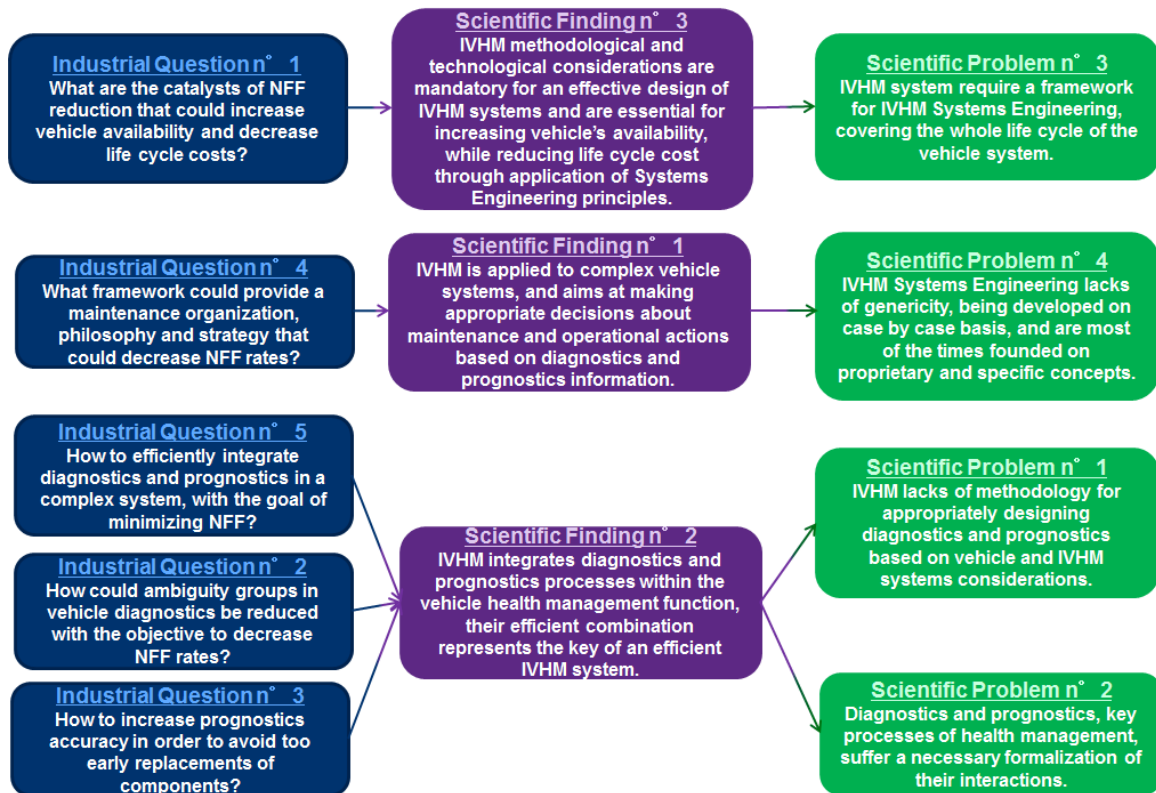 Industrial Question n° 1
What are the catalysts of NFF
reduction that could increase
vehicle availability and decrease
life cycle costs?
Scientific Finding n° 3
IVHM methodological and
technological considerations are
mandatory for an effective design of
IVHM systems and are essential for
increasing vehicle's availability,
while reducing life cycle cost
through application of Systems
Engineering principles.
Scientific Problem n° 3
IVHM system require a framework
for IVHM Systems Engineering,
covering the whole life cycle of the
vehicle system.
Industrial Question n° 4
What framework could provide a
maintenance organization,
philosophy and strategy that
could decrease NFF rates?
Scientific Finding n° 1
IVHM is applied to complex vehicle
systems, and aims at making
appropriate decisions about
maintenance and operational actions
based on diagnostics and
prognostics information.
Scientific Problem n° 4
IVHM Systems Engineering lacks
of genericity, being developed on
case by case basis, and are most
of the times founded on
proprietary and specific concepts.
Industrial Question n° 5
How to efficiently integrate
diagnostics and prognostics in a
complex system, with the goal of
minimizing NFF?
Industrial Question n° 2
How could ambiguity groups in
vehicle diagnostics be reduced
with the objective to decrease
NFF rates?
Industrial Question n° 3
How to increase prognostics
accuracy in order to avoid too
early replacements of
components?
Scientific Finding n° 2
IVHM integrates diagnostics and
prognostics processes within the
vehicle health management function,
their efficient combination
represents the key of an efficient
IVHM system.
Scientific Problem n° 1
IVHM lacks of methodology for
appropriately designing
diagnostics and prognostics
based on vehicle and IVHM
systems considerations.
Scientific Problem n° 2
Diagnostics and prognostics, key
processes of health management,
suffer a necessary formalization of
their interactions.